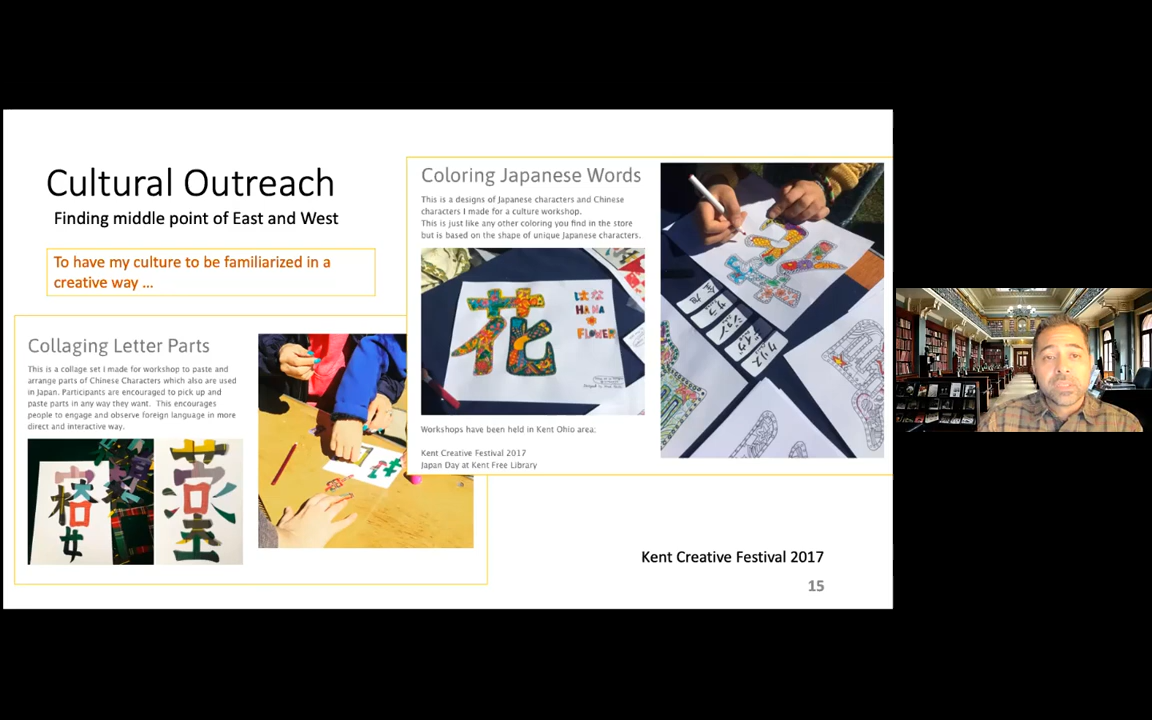 Cultural Outreach
Finding middle point of East and West
To have my culture to be familiarized in a
creative way ...
Collaging Letter Parts
This is a collage set I made for workshop to paste and
arrange parts of Chinese Characters which also are used
in Japan. Participants are encouraged to pick up and
paste parts in any way they want. This encourages
people to engage and observe foreign language in more
direct and interactive way.
Coloring Japanese Words
This is a designs of Japanese characters and Chinese
characters I made for a culture workshop.
This is just like any other coloring you find in the store
but is based on the shape of unique Japanese characters.
花
はな
HANA
FLOWER
Workshops have been held in Kent Ohio area;
Kent Creative Festival 2017
Japan Day at Kent Free Library
Kent Creative Festival 2017
15